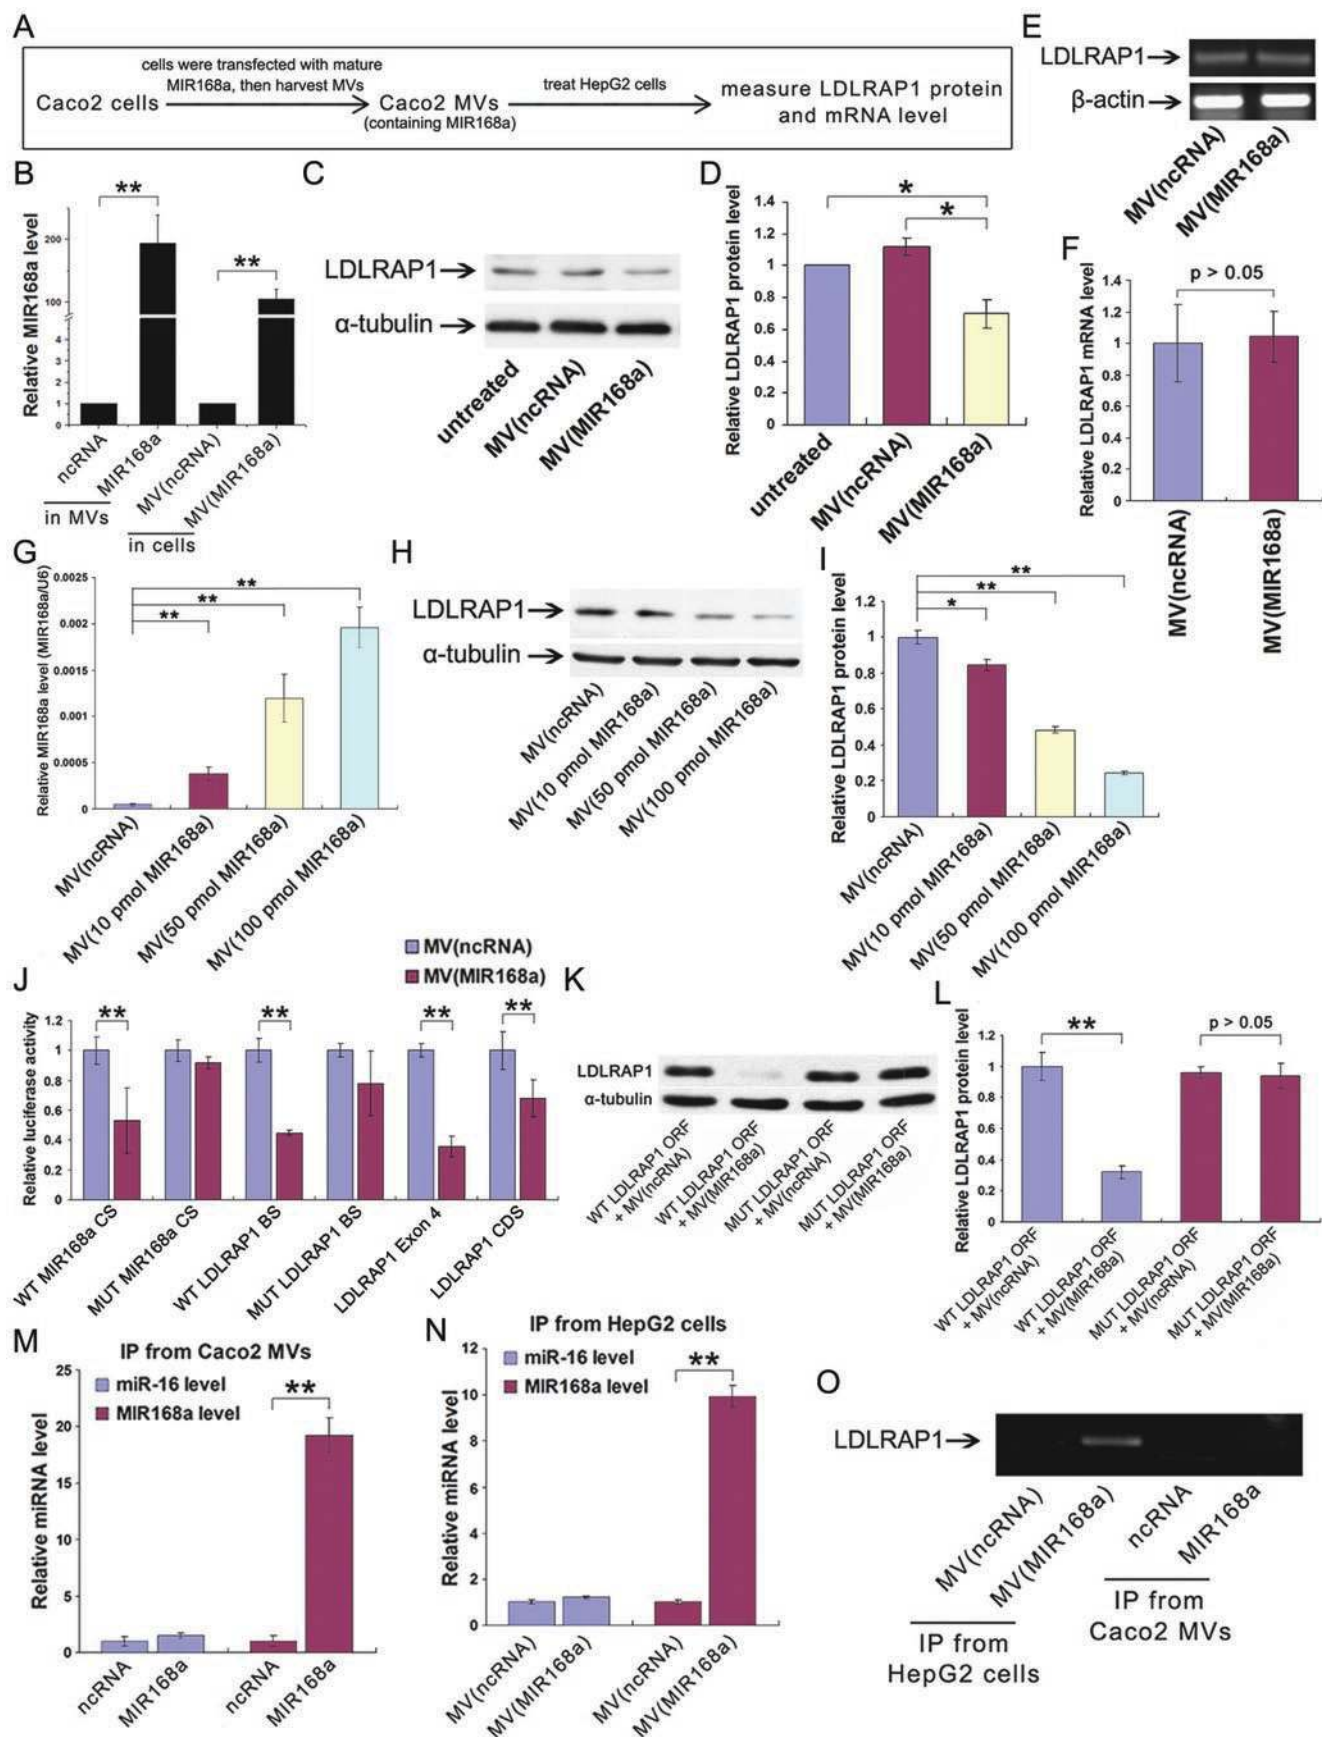 A
cells were transfected with mature
MIR168a, then harvest MVs
treat HepG2 cells
Caco2 cells
Caco2 MVs
(containing MIR168a)
measure LDLRAP1 protein
and mRNA level
E
LDLRAP1
β-actin
MV(ncRNA)
MV(MIR168a)
B
Relative MIR168a level
200
100
5
4
3
2
1
0
**
**
ncRNA
MIR168a
MV(ncRNA)
MV(MIR168a)
in MVs
in cells
C
LDLRAP1
α-tubulin
untreated
MV(ncRNA)
MV(MIR168a)
D
Relative LDLRAP1 protein level
1.4
1.2
1
0.8
0.6
0.4
0.2
0
*
*
untreated
MV(ncRNA)
MV(MIR168a)
F
Relative LDLRAP1 mRNA level
1.4
1.2
1
0.8
0.6
0.4
0.2
0
p > 0.05
MV(ncRNA)
MV(MIR168a)
G
Relative MIR168a level (MIR168a/U6)
0.0025
0.002
0.0015
0.001
0.0005
0
**
**
**
MV(ncRNA)
MV(10 pmol MIR168a)
MV(50 pmol MIR168a)
MV(100 pmol MIR168a)
H
LDLRAP1
α-tubulin
MV(ncRNA)
MV(10 pmol MIR168a)
MV(50 pmol MIR168a)
MV(100 pmol MIR168a)
I
Relative LDLRAP1 protein level
1.2
1
0.8
0.6
0.4
0.2
0
**
**
*
MV(ncRNA)
MV(10 pmol MIR168a)
MV(50 pmol MIR168a)
MV(100 pmol MIR168a)
J
MV(ncRNA)
MV(MIR168a)
Relative luciferase activity
1.2
1
0.8
0.6
0.4
0.2
0
**
**
**
**
WT MIR168a CS
MUT MIR168a CS
WT LDLRAP1 BS
MUT LDLRAP1 BS
LDLRAP1 Exon 4
LDLRAP1 CDS
K
LDLRAP1
α-tubulin
WT LDLRAP1 ORF
+ MV(ncRNA)
WT LDLRAP1 ORF
+ MV(MIR168a)
MUT LDLRAP1 ORF
+ MV(ncRNA)
MUT LDLRAP1 ORF
+ MV(MIR168a)
L
Relative LDLRAP1 protein level
1.2
1
0.8
0.6
0.4
0.2
0
**
p > 0.05
WT LDLRAP1 ORF
+ MV(ncRNA)
WT LDLRAP1 ORF
+ MV(MIR168a)
MUT LDLRAP1 ORF
+ MV(ncRNA)
MUT LDLRAP1 ORF
+ MV(MIR168a)
M
IP from Caco2 MVs
miR-16 level
MIR168a level
Relative miRNA level
25
20
15
10
5
0
**
ncRNA
MIR168a
ncRNA
MIR168a
N
IP from HepG2 cells
miR-16 level
MIR168a level
Relative miRNA level
12
10
8
6
4
2
0
**
MV(ncRNA)
MV(MIR168a)
MV(ncRNA)
MV(MIR168a)
O
LDLRAP1
MV(ncRNA)
MV(MIR168a)
ncRNA
MIR168a
IP from
HepG2 cells
IP from
Caco2 MVs